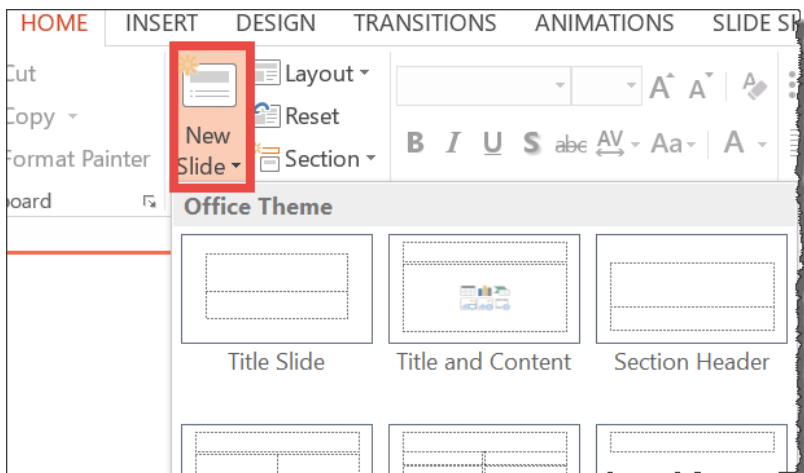 HOME INSERT DESIGN TRANSITIONS ANIMATIONS SLIDE
Cut
Layout
Copy
Reset
A A
New
Slide
Format Painter
Section
B I U S abc AV Aa A
Office Theme
Title Slide Title and Content Section Header